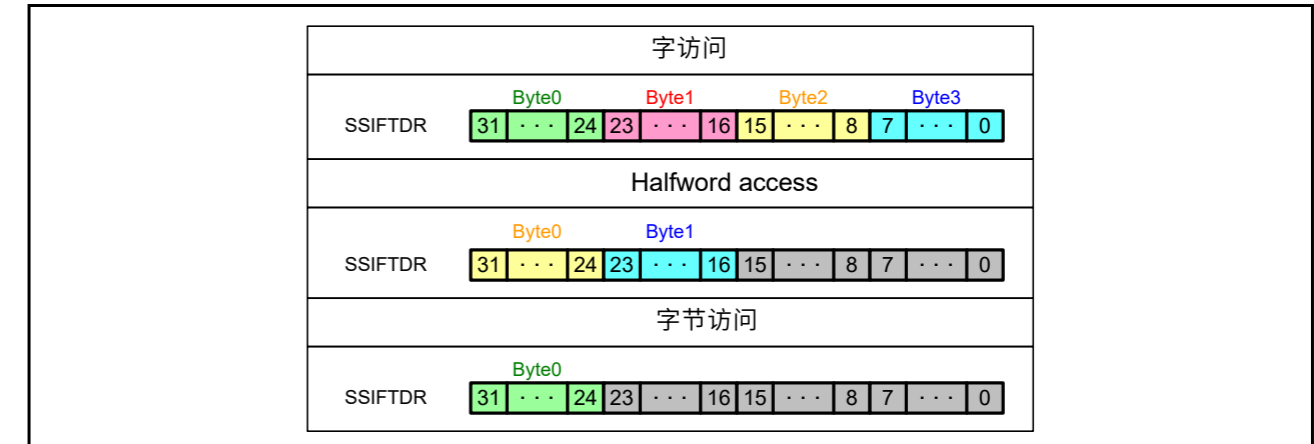 字访问
Byte0 Byte1 Byte2 Byte3
SSIFTDR 31 ··· 24 23 ··· 16 15 ··· 8 7 ··· 0
Halfword access
Byte0 Byte1
SSIFTDR 31 ··· 24 23 ··· 16 15 ··· 8 7 ··· 0
字节访问
Byte0
SSIFTDR 31 ··· 24 23 ··· 16 15 ··· 8 7 ··· 0